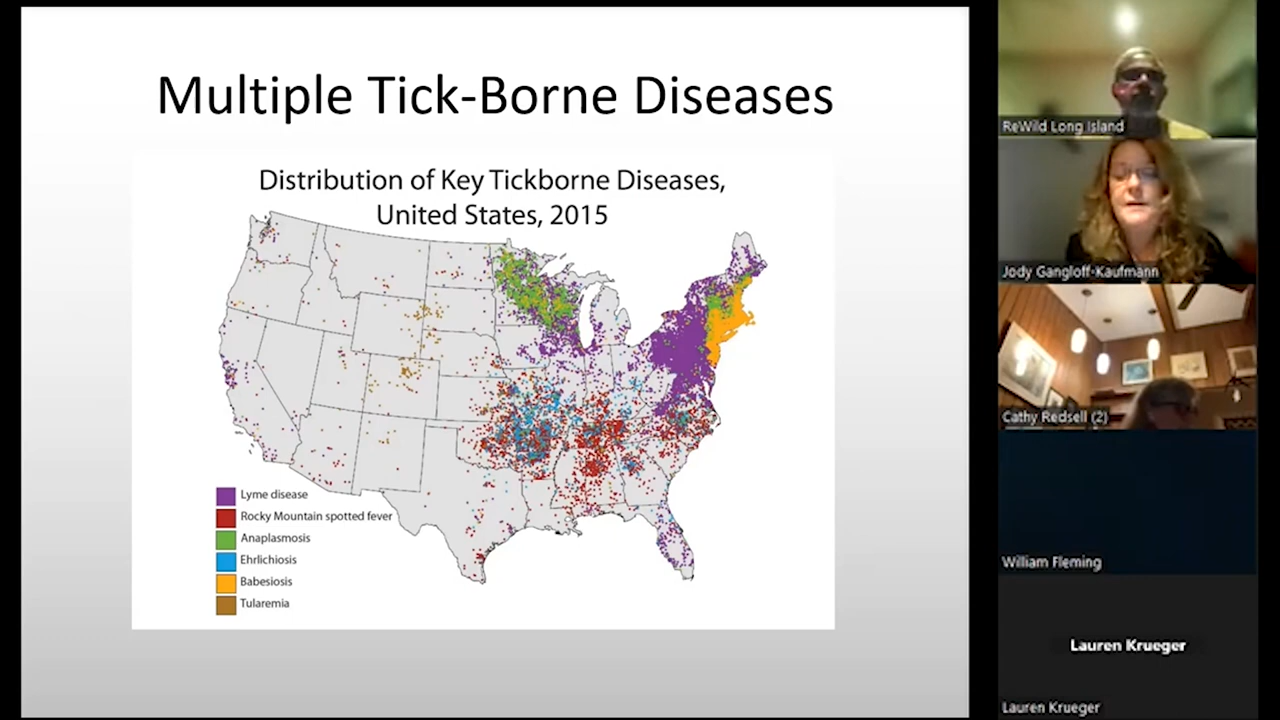 Multiple Tick-Borne Diseases
Distribution of Key Tickborne Diseases,
United States, 2015
Lyme disease
Rocky Mountain spotted fever
Anaplasmosis
Ehrlichiosis
Babesiosis
Tularemia
ReWild Long Island
Jody Gangloff-Kaufmann
Cathy Redsell (2)
William Fleming
Lauren Krueger
Lauren Krueger